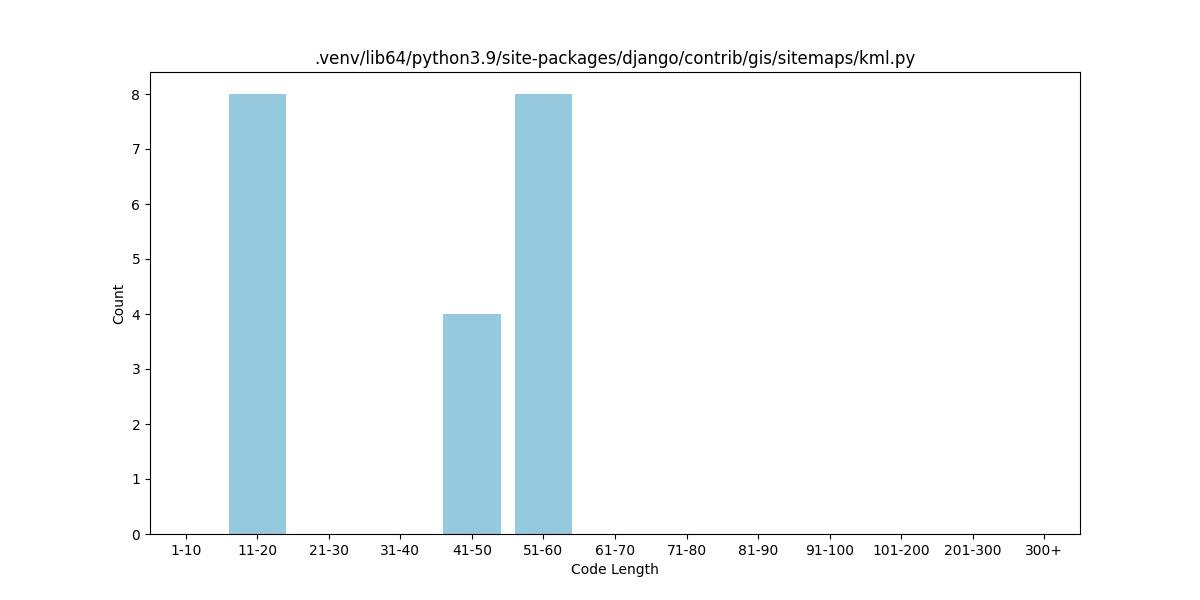 .venv/lib64/python3.9/site-packages/django/contrib/gis/sitemaps/kml.py
8
7
6
5
4
3
2
1
0
Count
1-10 11-20 21-30 31-40 41-50 51-60 61-70 71-80 81-90 91-100 101-200 201-300 300+
Code Length